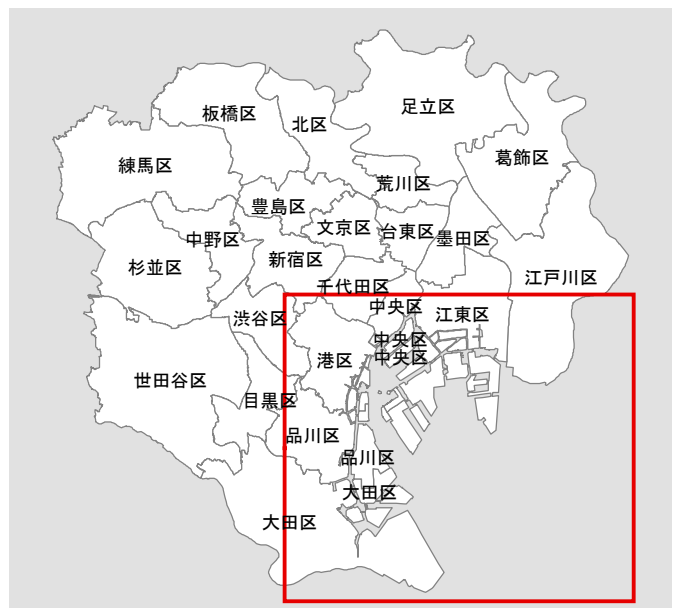 足立区
板橋区
北区
葛飾区
練馬区
荒川区
豊島区
文京区
台東区
墨田区
中野区
新宿区
杉並区
江戸川区
千代田区
中央区
江東区
渋谷区
中央区
港区
中央区
世田谷区
目黒区
品川区
品川区
大田区
大田区